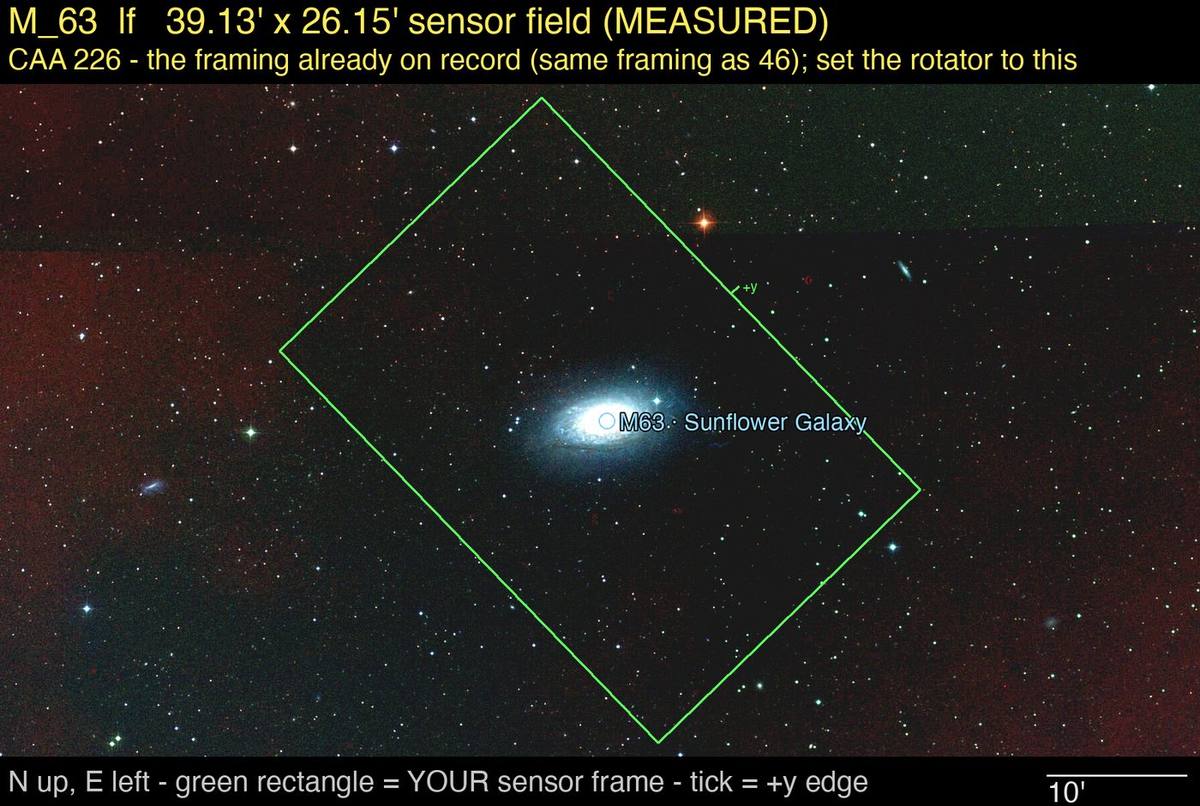 M_63 lf 39.13' x 26.15' sensor field (MEASURED)
CAA 226 - the framing already on record (same framing as 46); set the rotator to this
+y
M63 · Sunflower Galaxy
N up, E left - green rectangle = YOUR sensor frame - tick = +y edge
10'